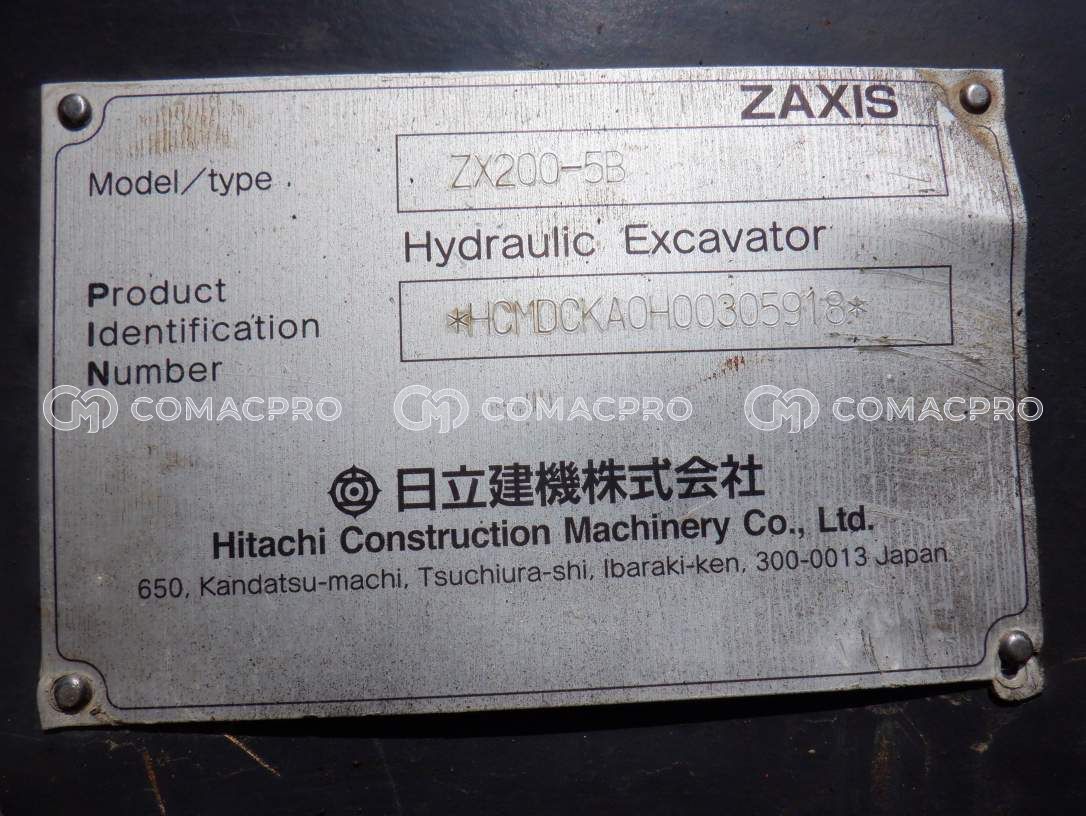 ZAXIS
Model/type
ZX200-5B
Hydraulic Excavator
Product
Identification
Number
*HCMDCKA0H00305918*
COMACPRO COMACPRO COMACPRO
日立建機株式会社
Hitachi Construction Machinery Co., Ltd.
650, Kandatsu-machi, Tsuchiura-shi, Ibaraki-ken, 300-0013 Japan